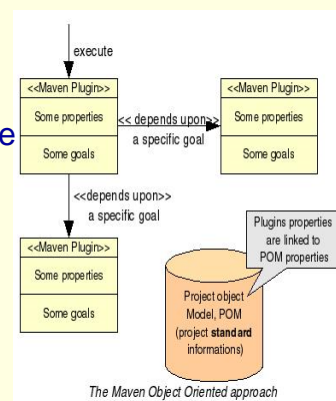 execute
<<Maven Plugin>>
Some properties
Some goals
<< depends upon>>
a specific goal
<<Maven Plugin>>
Some properties
Some goals
e
<<depends upon>>
a specific goal
<<Maven Plugin>>
Some properties
Some goals
Plugins properties
are linked to
POM properties
Project object
Model, POM
(project standard
informations)
The Maven Object Oriented approach